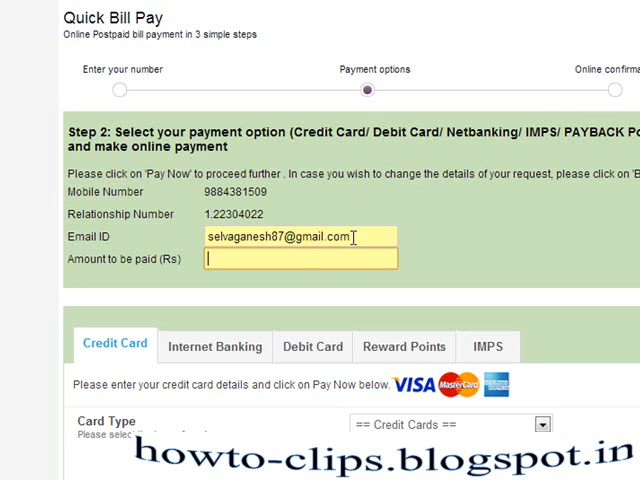 Quick Bill Pay
Online Postpaid bill payment in 3 simple steps
Enter your number
Payment options
Online confirma
Step 2: Select your payment option (Credit Card/ Debit Card/ Netbanking/ IMPS/ PAYBACK Po
and make online payment
Please click on 'Pay Now' to proceed further . In case you wish to change the details of your request, please click on 'B
Mobile Number 9884381509
Relationship Number 1.22304022
Email ID selvaganesh87@gmail.com
Amount to be paid (Rs)
Credit Card Internet Banking Debit Card Reward Points IMPS
Please enter your credit card details and click on Pay Now below. VISA MasterCard
Card Type == Credit Cards ==
Please select
howto-clips.blogspot.in